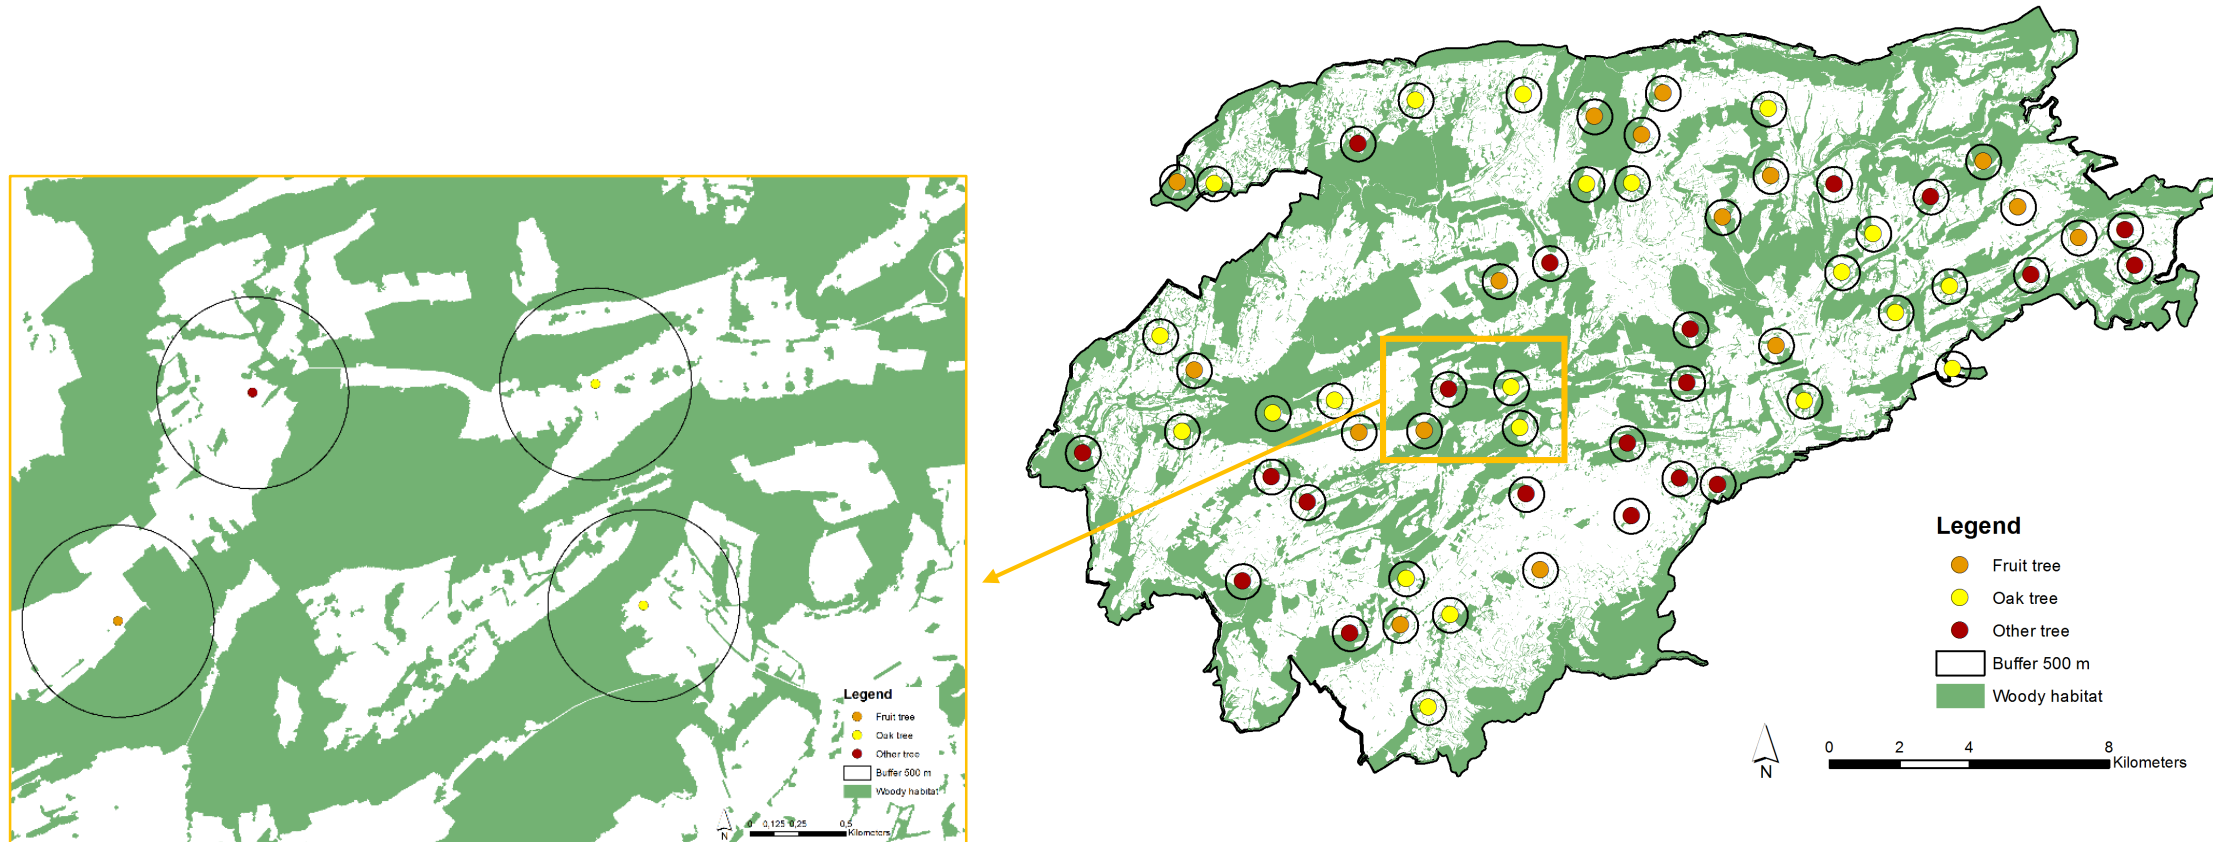 Legend
Fruit tree
Oak tree
Other tree
Buffer 500 m
Woody habitat
N
0 0,125 0,25 0,5
Kilometers
Legend
Fruit tree
Oak tree
Other tree
Buffer 500 m
Woody habitat
N
0 2 4 8
Kilometers